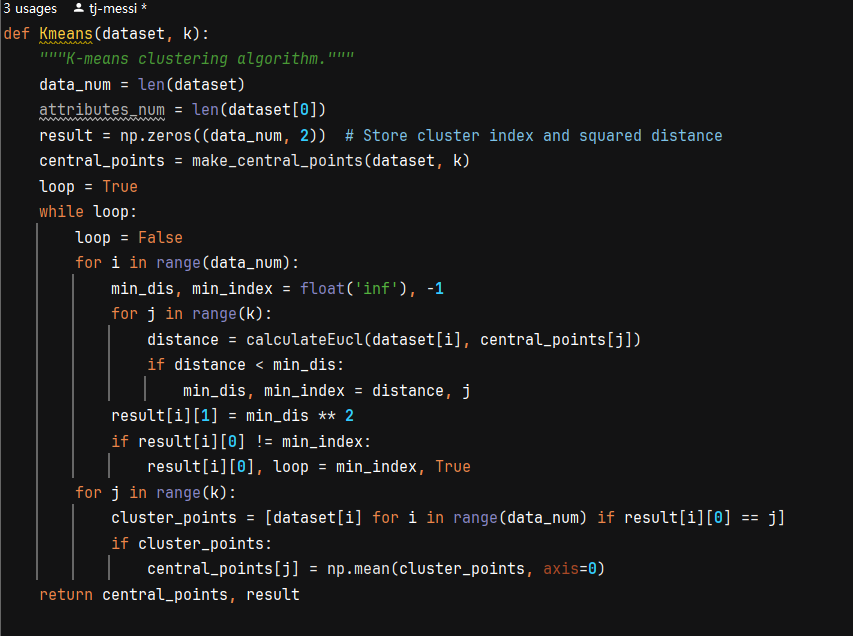 3 usages tj-messi *
def Kmeans(dataset, k):
    """K-means clustering algorithm."""
    data_num = len(dataset)
    attributes_num = len(dataset[0])
    result = np.zeros((data_num, 2))  # Store cluster index and squared distance
    central_points = make_central_points(dataset, k)
    loop = True
    while loop:
        loop = False
        for i in range(data_num):
            min_dis, min_index = float('inf'), -1
            for j in range(k):
                distance = calculateEucl(dataset[i], central_points[j])
                if distance < min_dis:
                    min_dis, min_index = distance, j
            result[i][1] = min_dis ** 2
            if result[i][0] != min_index:
                result[i][0], loop = min_index, True
        for j in range(k):
            cluster_points = [dataset[i] for i in range(data_num) if result[i][0] == j]
            if cluster_points:
                central_points[j] = np.mean(cluster_points, axis=0)
    return central_points, result